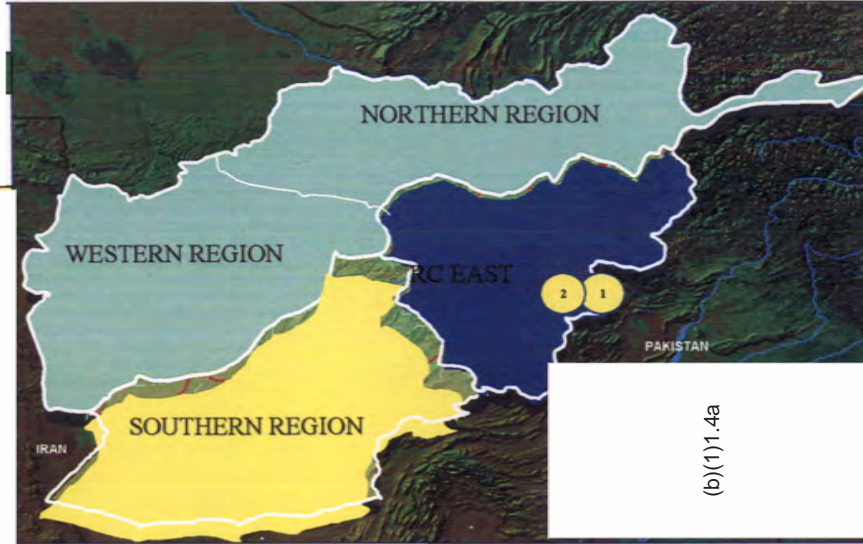 NORTHERN REGION
WESTERN REGION
RC EAST
2
1
PAKISTAN
SOUTHERN REGION
IRAN
(b)(1)1.4a